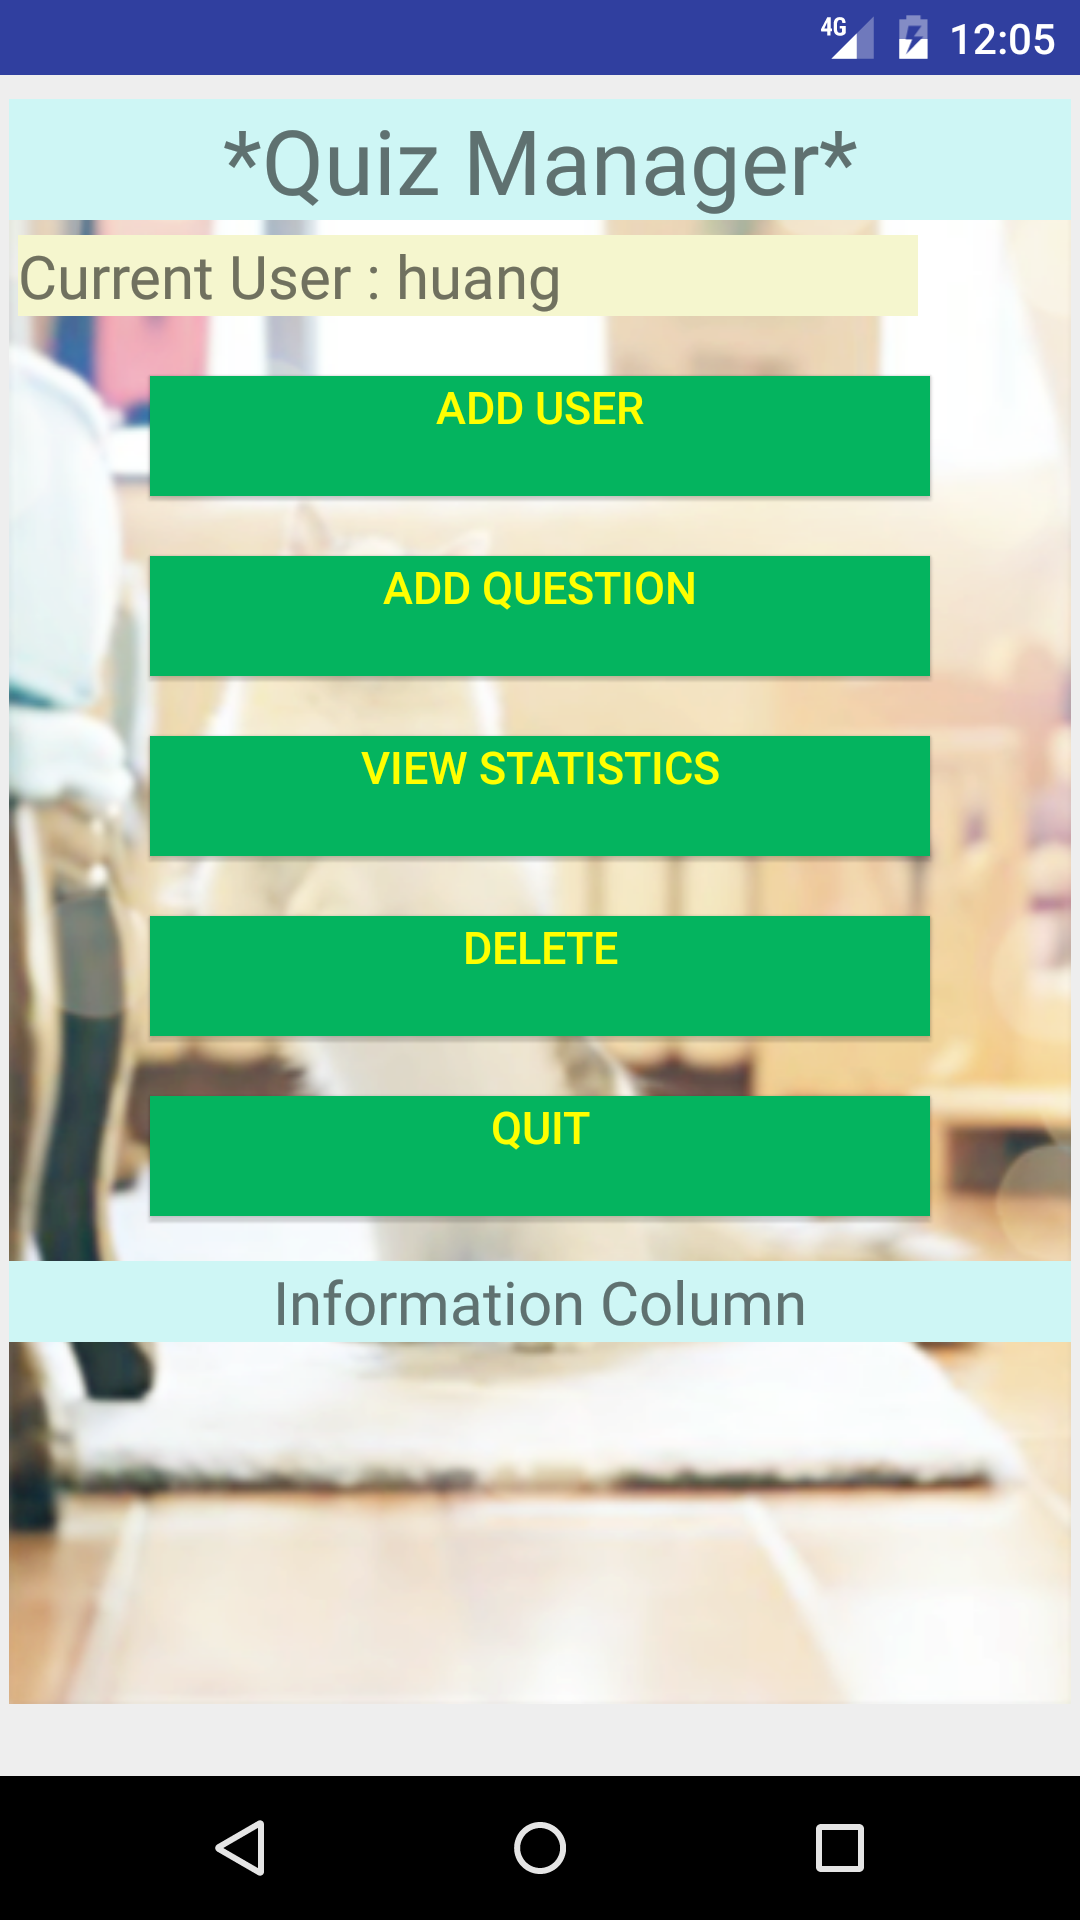 4G 12:05
*Quiz Manager*
Current User : huang
ADD USER
ADD QUESTION
VIEW STATISTICS
DELETE
QUIT
Information Column